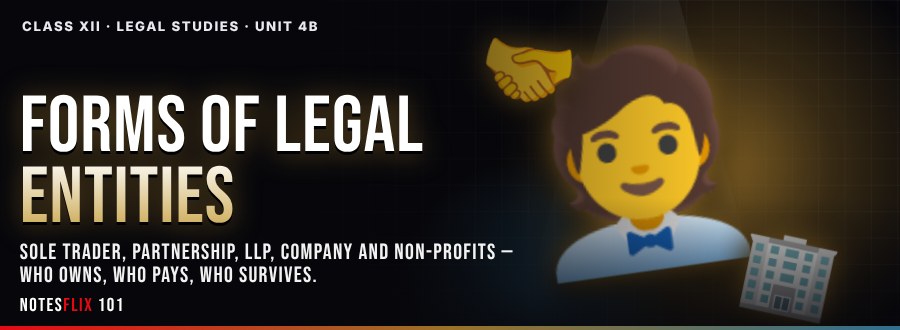 CLASS XII · LEGAL STUDIES · UNIT 4B
FORMS OF LEGAL
ENTITIES
SOLE TRADER, PARTNERSHIP, LLP, COMPANY AND NON-PROFITS –
WHO OWNS, WHO PAYS, WHO SURVIVES.
NOTESFLIX 101